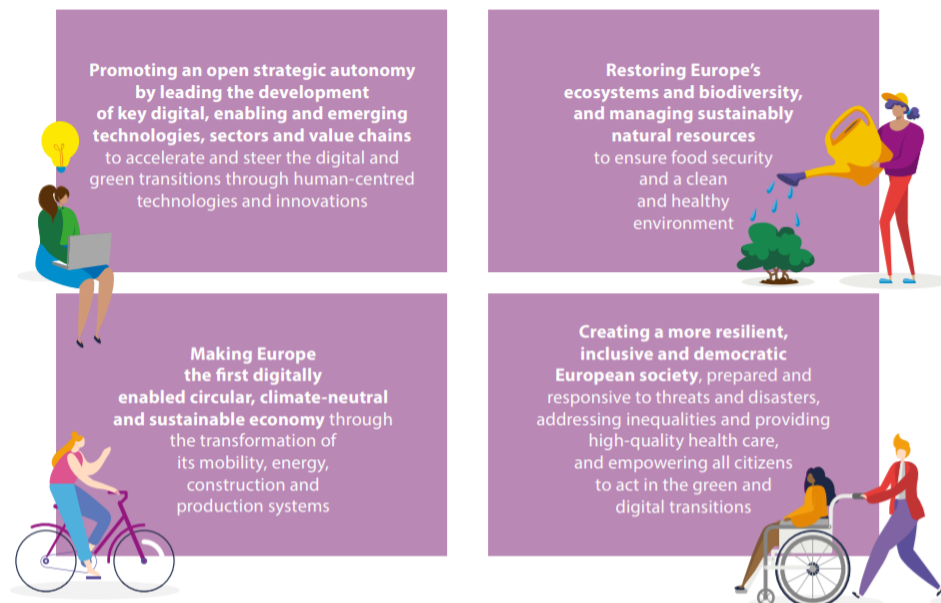 Promoting an open strategic autonomy
by leading the development
of key digital, enabling and emerging
technologies, sectors and value chains
to accelerate and steer the digital and
green transitions through human-centred
technologies and innovations
Restoring Europe's
ecosystems and biodiversity,
and managing sustainably
natural resources
to ensure food security
and a clean
and healthy
environment
Making Europe
the first digitally
enabled circular, climate-neutral
and sustainable economy through
the transformation of
its mobility, energy,
construction and
production systems
Creating a more resilient,
inclusive and democratic
European society, prepared and
responsive to threats and disasters,
addressing inequalities and providing
high-quality health care,
and empowering all citizens
to act in the green and
digital transitions